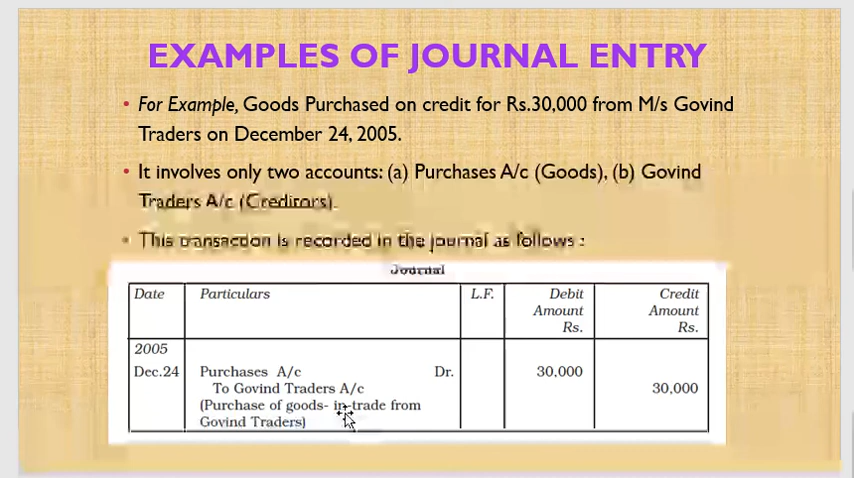 EXAMPLES OF JOURNAL ENTRY
• For Example, Goods Purchased on credit for Rs.30,000 from M/s Govind
Traders on December 24, 2005.
• It involves only two accounts: (a) Purchases A/c (Goods), (b) Govind
Traders A/c (Creditors).
• This transaction is recorded in the journal as follows :
Journal
Date Particulars L.F. Debit Credit
Amount Amount
Rs. Rs.
2005
Dec.24 Purchases A/c Dr. 30,000
To Govind Traders A/c 30,000
(Purchase of goods- in-trade from
Govind Traders)